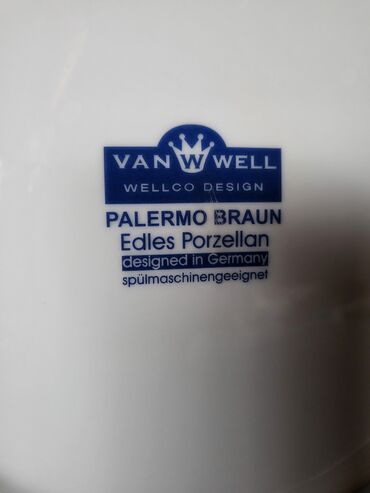 VAN W WELL
WELLCO DESIGN
PALERMO BRAUN
Edles Porzellan
designed in Germany
spülmaschinengeeignet